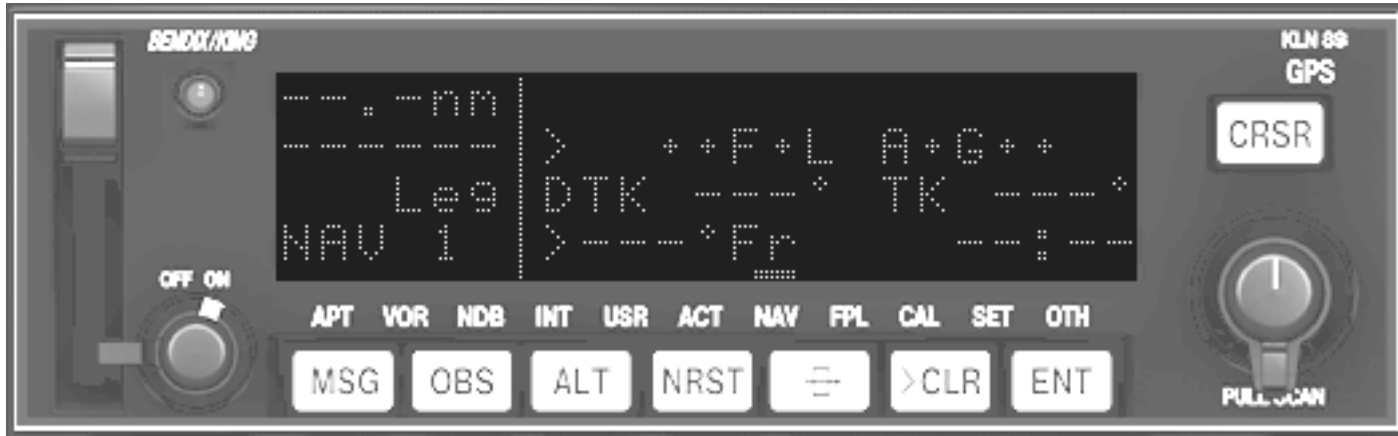 BENDIX/KING
KLN 89
GPS
--.-nm
------
> ++F+L A+G++
Leg DTK ---° TK ---°
NAV 1 >---°Fr --:--
CRSR
OFF ON
APT VOR NDB INT USR ACT NAV FPL CAL SET OTH
MSG OBS ALT NRST >CLR ENT
PULL SCAN